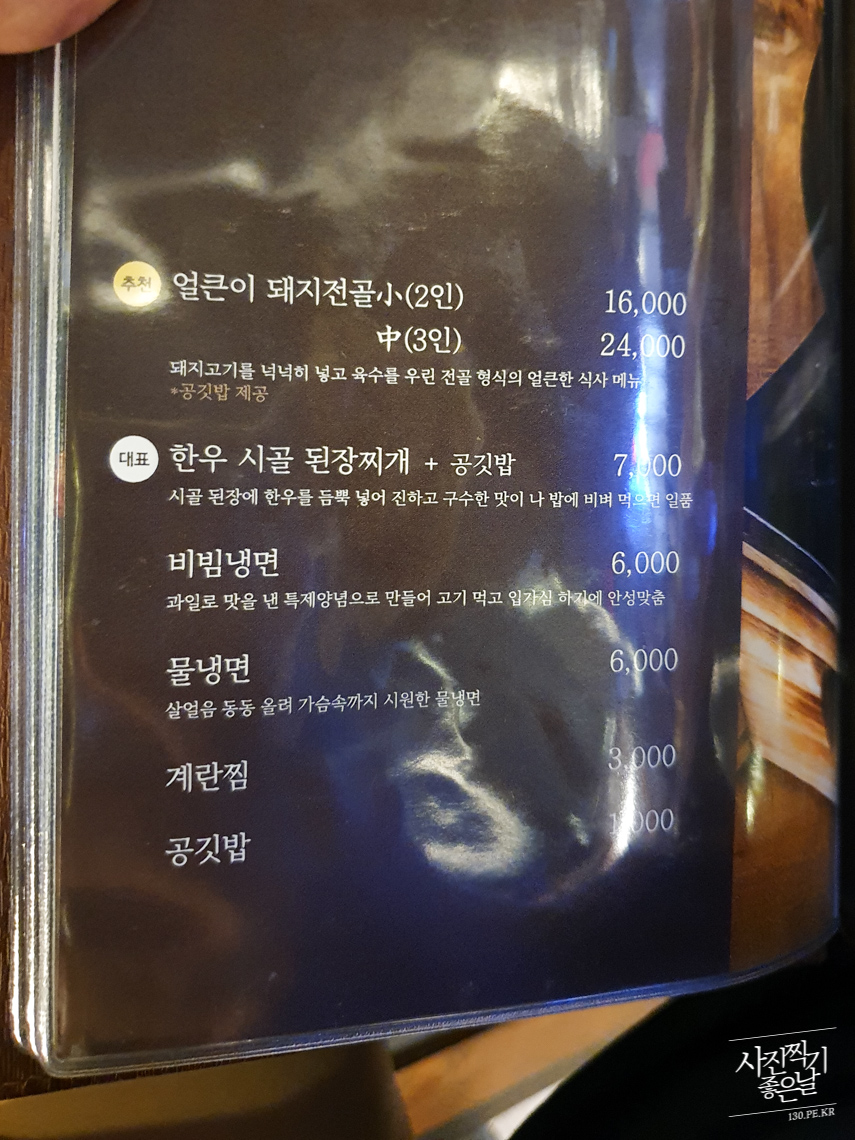 추천 얼큰이 돼지전골小(2인) 16,000
中(3인) 24,000
돼지고기를 넉넉히 넣고 육수를 우린 전골 형식의 얼큰한 식사 메뉴
*공깃밥 제공
대표 한우 시골 된장찌개 + 공깃밥 7,000
시골 된장에 한우를 듬뿍 넣어 진하고 구수한 맛이 나 밥에 비벼 먹으면 일품
비빔냉면 6,000
과일로 맛을 낸 특제양념으로 만들어 고기 먹고 입가심 하기에 안성맞춤
물냉면 6,000
살얼음 동동 올려 가슴속까지 시원한 물냉면
계란찜 3,000
공깃밥 1,000
사진찍기
좋은날
130.PE.KR